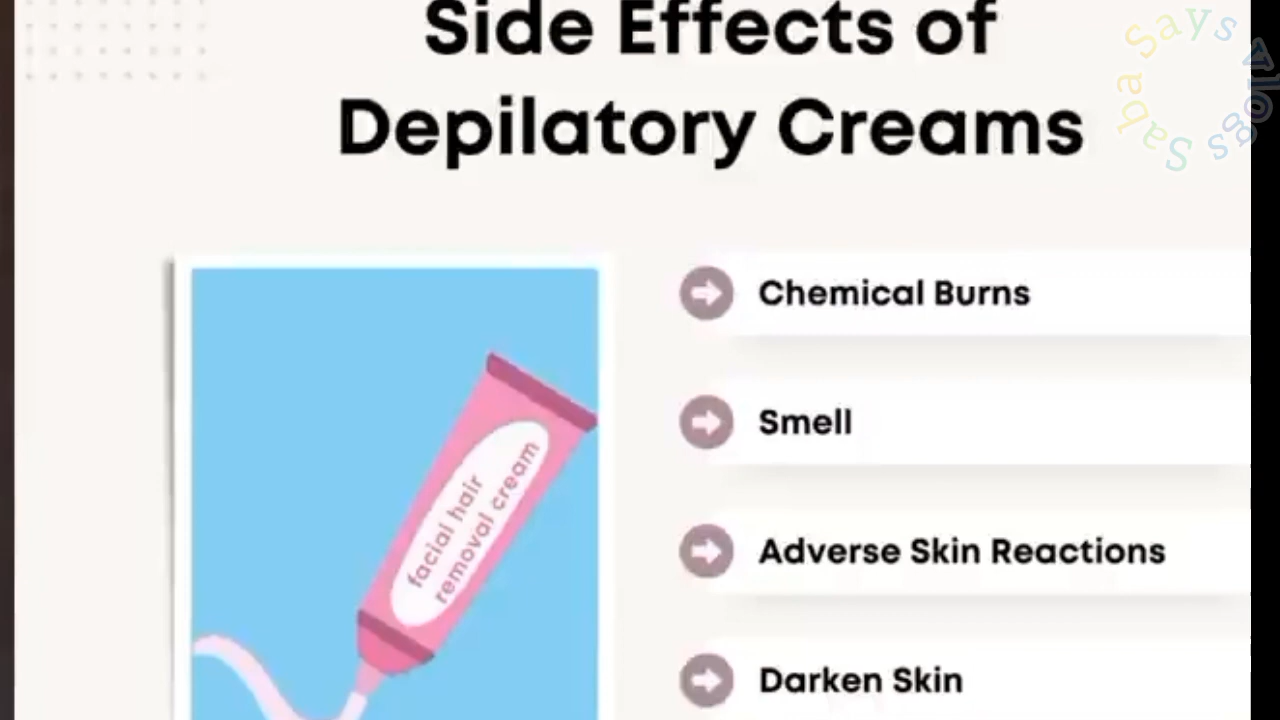 Side Effects of
Depilatory Creams
Saba Says Vlogs
Chemical Burns
Smell
Adverse Skin Reactions
Darken Skin
facial hair
removal cream